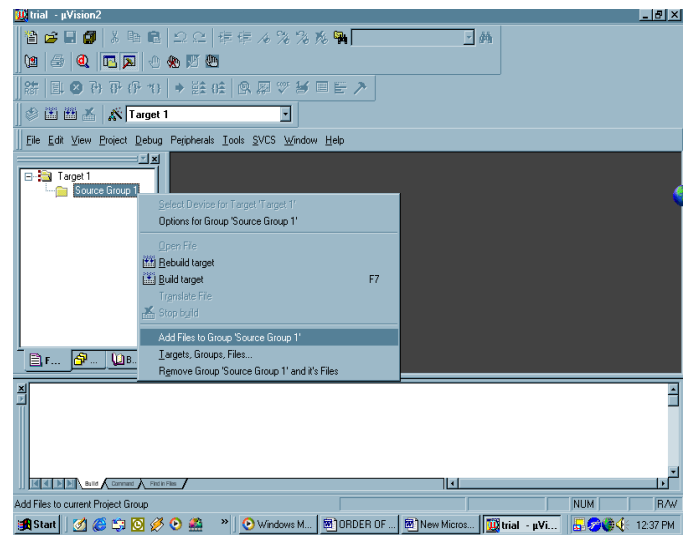 trial - µVision2
Target 1
File Edit View Project Debug Peripherals Tools SVCS Window Help
Target 1
Source Group 1
Select Device for Target 'Target 1'
Options for Group 'Source Group 1'
Open File
Rebuild target
Build target F7
Translate File
Stop build
Add Files to Group 'Source Group 1'
Targets, Groups, Files...
Remove Group 'Source Group 1' and it's Files
F... B..
Build Command Find in Files
Add Files to current Project Group NUM R/W
Start » Windows M... ORDER OF ... New Micros... trial - µVi... 12:37 PM